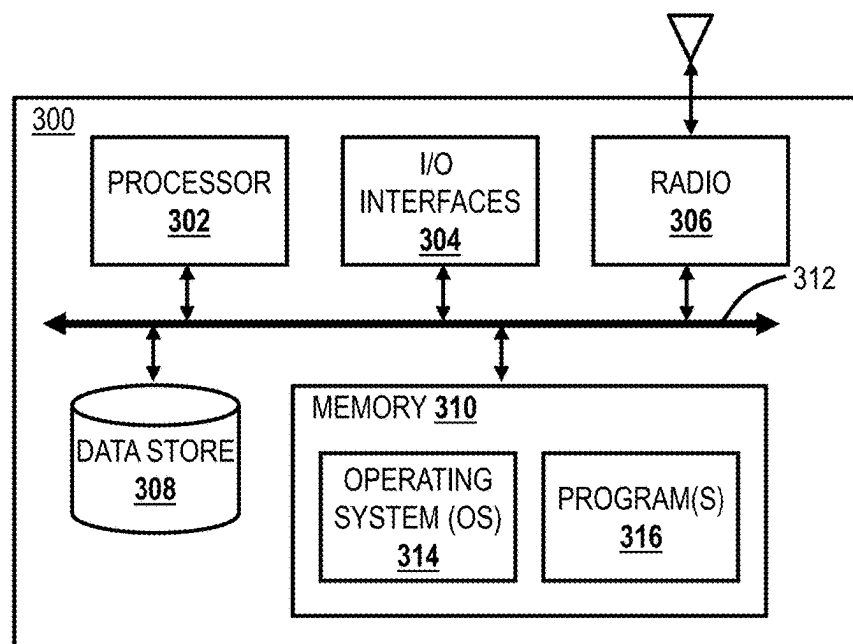 300
PROCESSOR
302
I/O
INTERFACES
304
RADIO
306
312
DATA STORE
308
MEMORY 310
OPERATING
SYSTEM (OS)
314
PROGRAM(S)
316